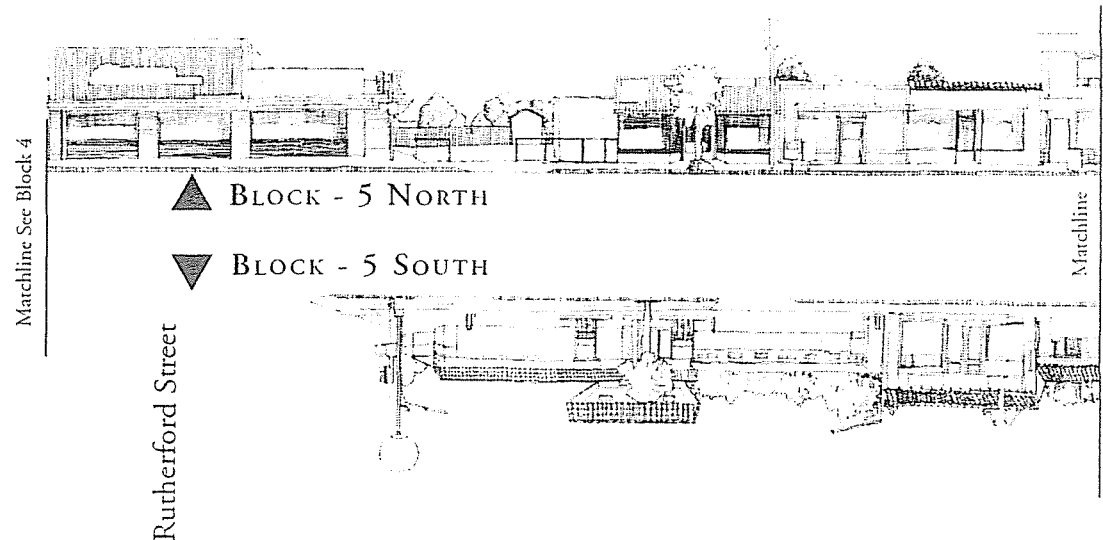 Matchline See Block 4
BLOCK - 5 NORTH
BLOCK - 5 SOUTH
Rutherford Street
Matchline